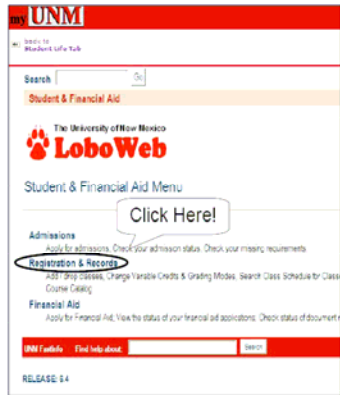 my UNM
back to
Student Life Tab
Search
Go
Student & Financial Aid
The University of New Mexico
LoboWeb
Student & Financial Aid Menu
Click Here!
Admissions
Apply for admissions, Check your admission status, Check your missing requirements.
Registration & Records
Add / drop classes, Change Variable Credits & Grading Modes, Search Class Schedule for Class
Course Catalog
Financial Aid
Apply for Financial Aid; View the status of your financial aid applications; Check status of document r
UNM FastInfo Find help about: Search
RELEASE: 6.4